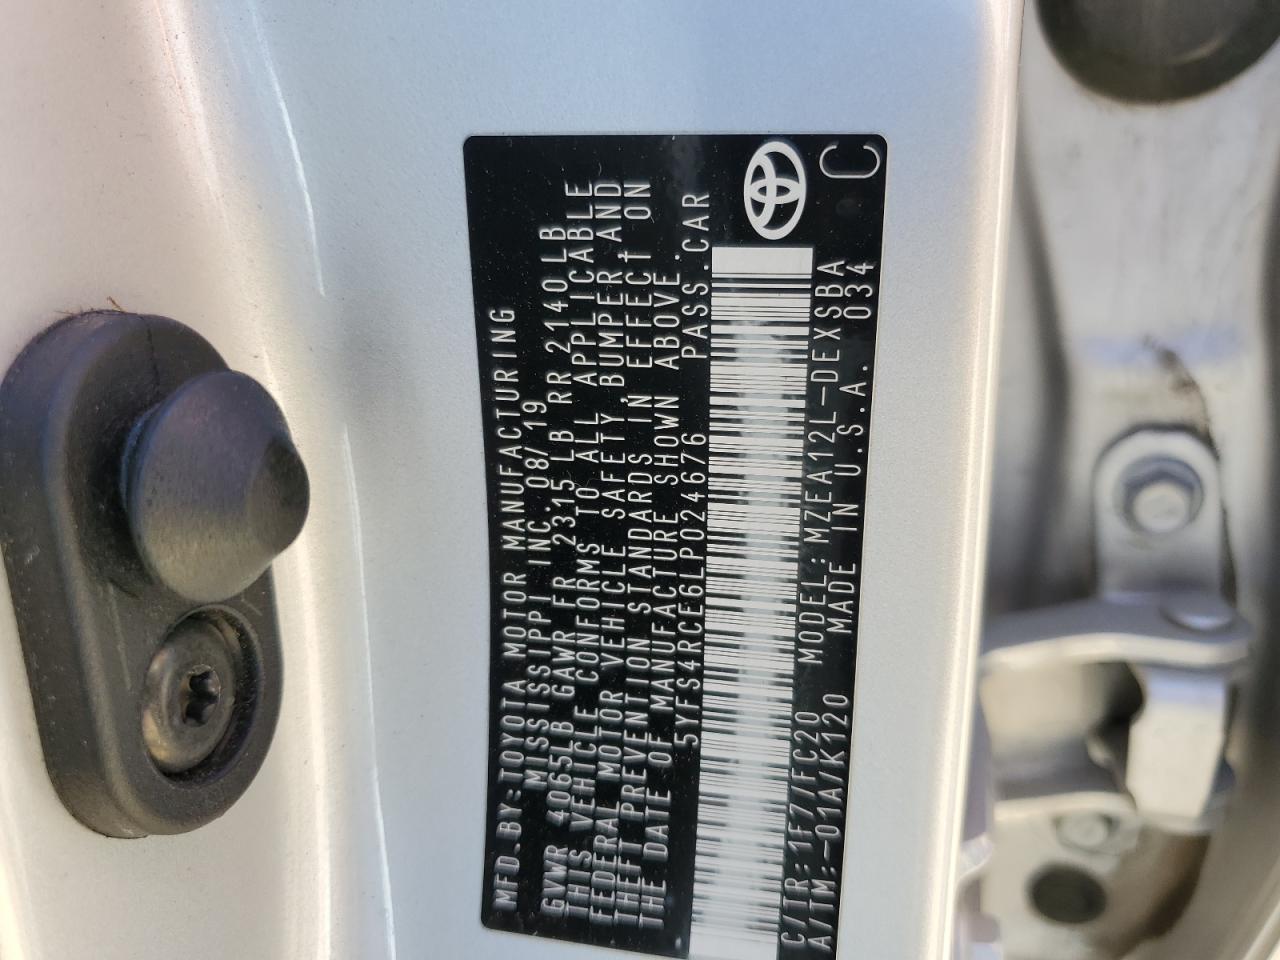 MFD.BY:TOYOTA MOTOR MANUFACTURING
MISSISSIPPI INC. 08/19
GVWR 4065LB GAWR FR 2315LB RR 2140LB
THIS VEHICLE CONFORMS TO ALL APPLICABLE
FEDERAL MOTOR VEHICLE SAFETY, BUMPER, AND
THEFT PREVENTION STANDARDS IN EFFECT ON
THE DATE OF MANUFACTURE SHOWN ABOVE.
5YFS4RCE6LP024676 PASS.CAR
C/TR:1F7/FC20 MODEL:MZEA12L-DEXSBA
A/TM:-01A/K120 MADE IN U.S.A. 034
C